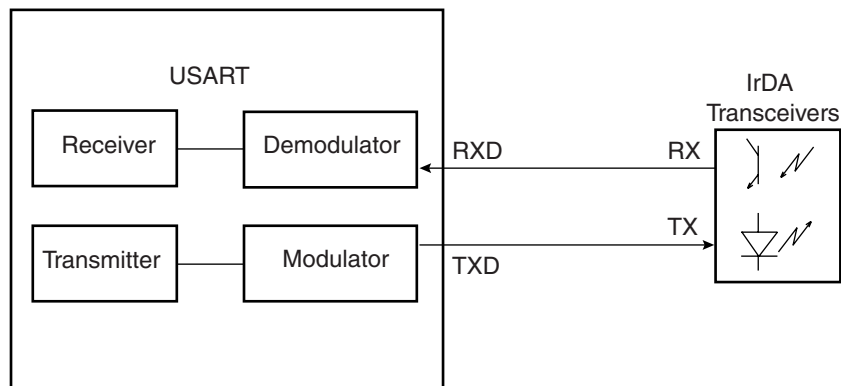 USART
IrDA
Transceivers
Receiver
Demodulator
RXD
RX
Transmitter
Modulator
TX
TXD